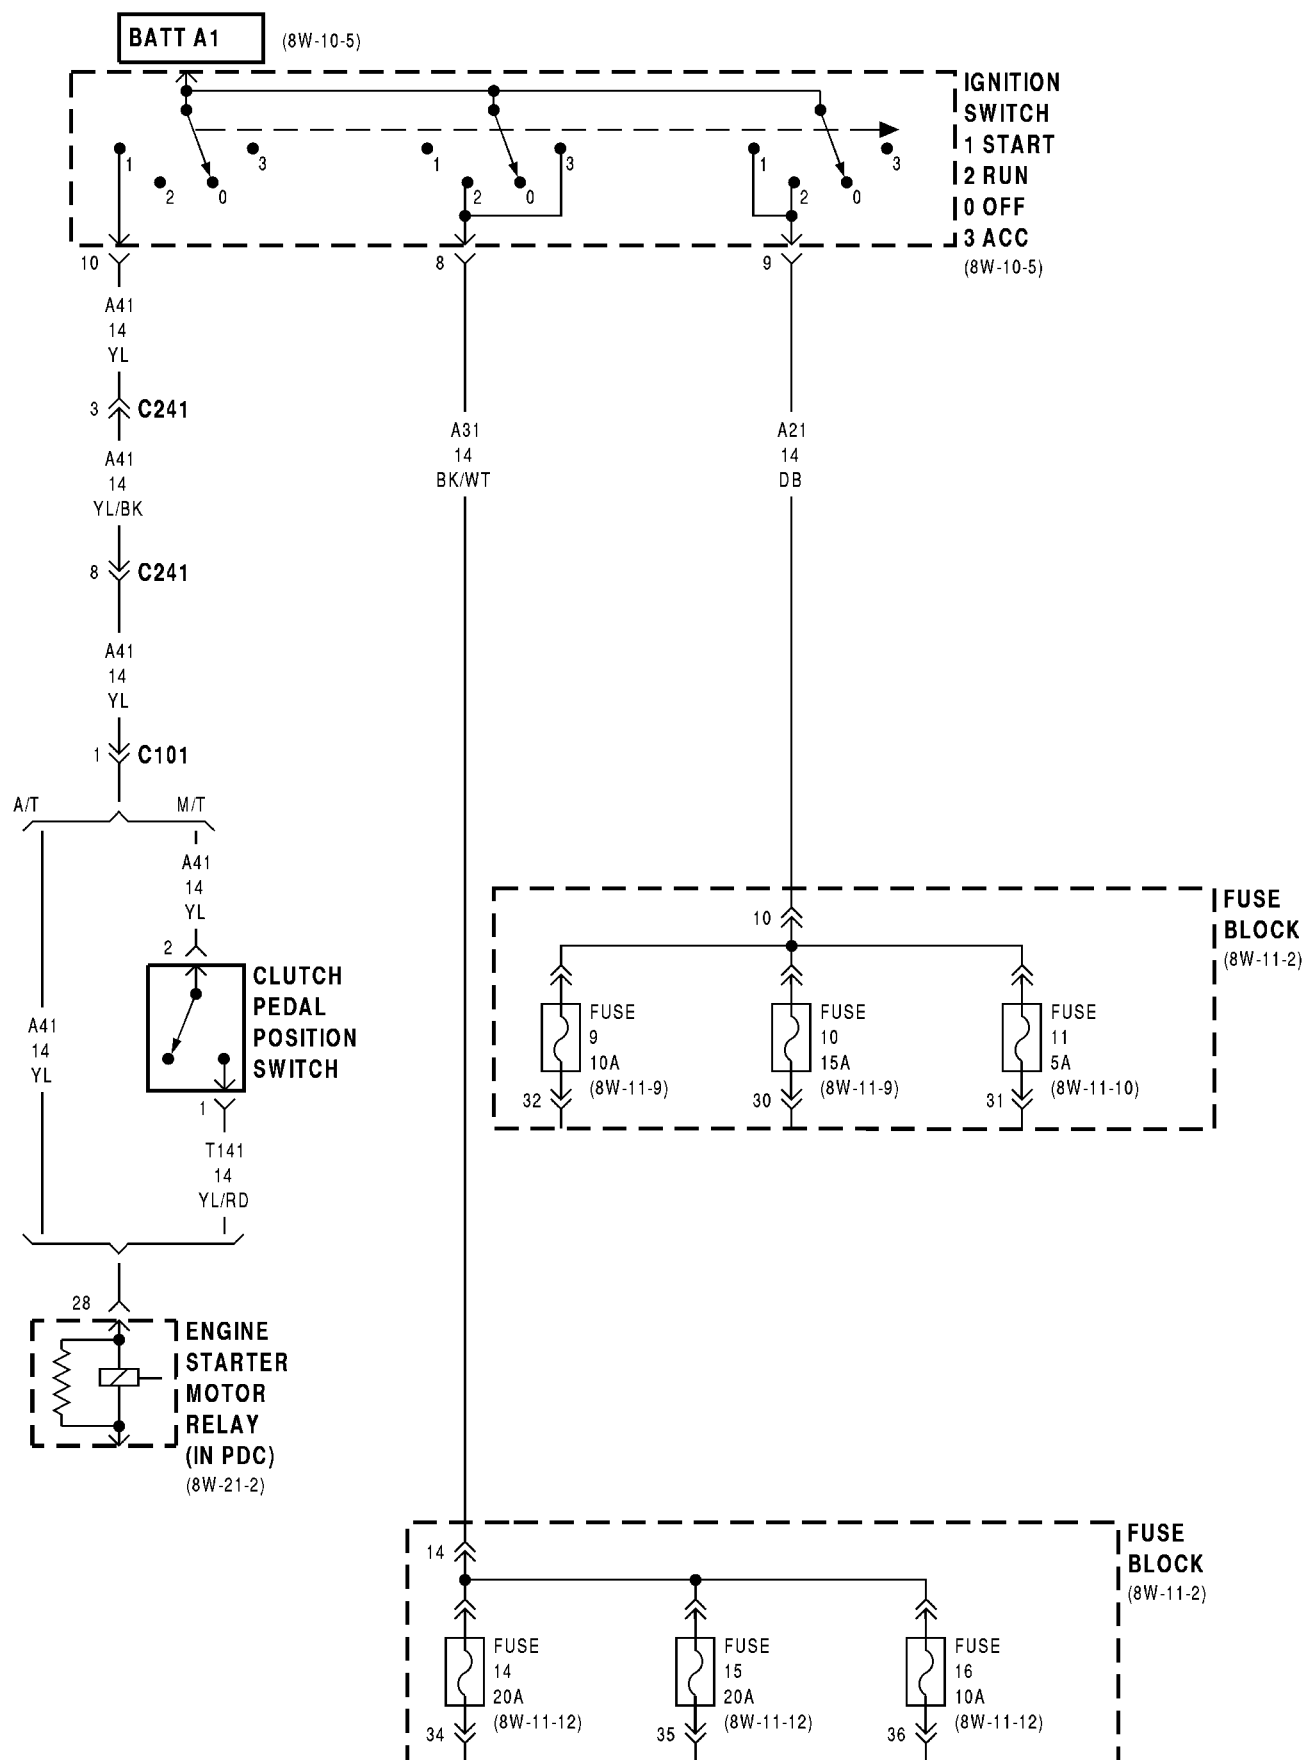 BATT A1
(8W-10-5)
IGNITION
SWITCH
1 START
2 RUN
0 OFF
3 ACC
(8W-10-5)
1
2
0
3
1
2
0
3
1
2
0
3
10
8
9
A41
14
YL
3
C241
A41
14
YL/BK
A31
14
BK/WT
A21
14
DB
8
C241
A41
14
YL
1
C101
A/T
M/T
A41
14
YL
2
CLUTCH
PEDAL
POSITION
SWITCH
A41
14
YL
1
T141
14
YL/RD
FUSE
BLOCK
(8W-11-2)
10
FUSE
9
10A
(8W-11-9)
32
FUSE
10
15A
(8W-11-9)
30
FUSE
11
5A
(8W-11-10)
31
28
ENGINE
STARTER
MOTOR
RELAY
(IN PDC)
(8W-21-2)
FUSE
BLOCK
(8W-11-2)
14
FUSE
14
20A
(8W-11-12)
34
FUSE
15
20A
(8W-11-12)
35
FUSE
16
10A
(8W-11-12)
36